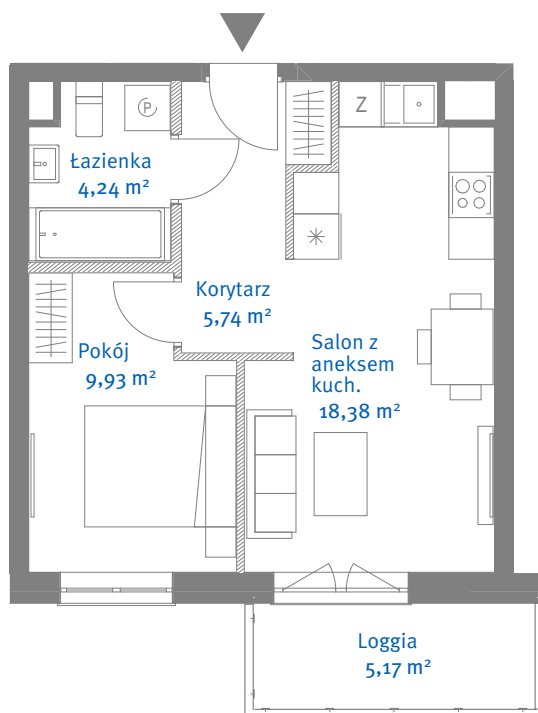 P
Z
Łazienka
4,24 m²
Korytarz
5,74 m²
Salon z
aneksem
kuch.
18,38 m²
Pokój
9,93 m²
Loggia
5,17 m²